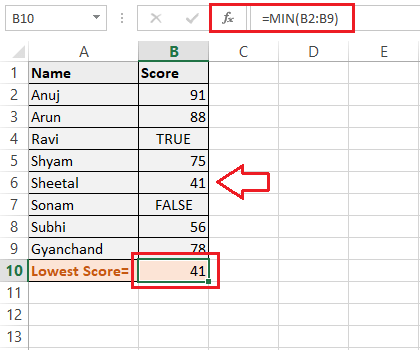 B10 fx =MIN(B2:B9)
A B C D E
1 Name Score
2 Anuj 91
3 Arun 88
4 Ravi TRUE
5 Shyam 75
6 Sheetal 41
7 Sonam FALSE
8 Subhi 56
9 Gyanchand 78
10 Lowest Score= 41
11
12
13